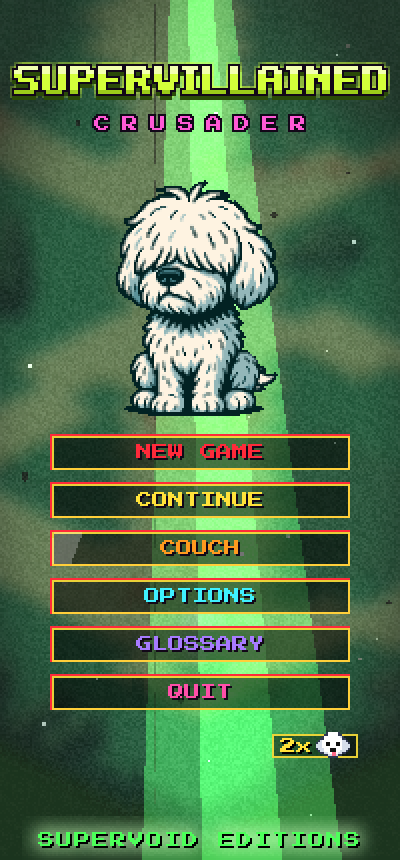 SUPERVILLAINED
CRUSADER
NEW GAME
CONTINUE
COUCH
OPTIONS
GLOSSARY
QUIT
2x
SUPERVOID EDITIONS